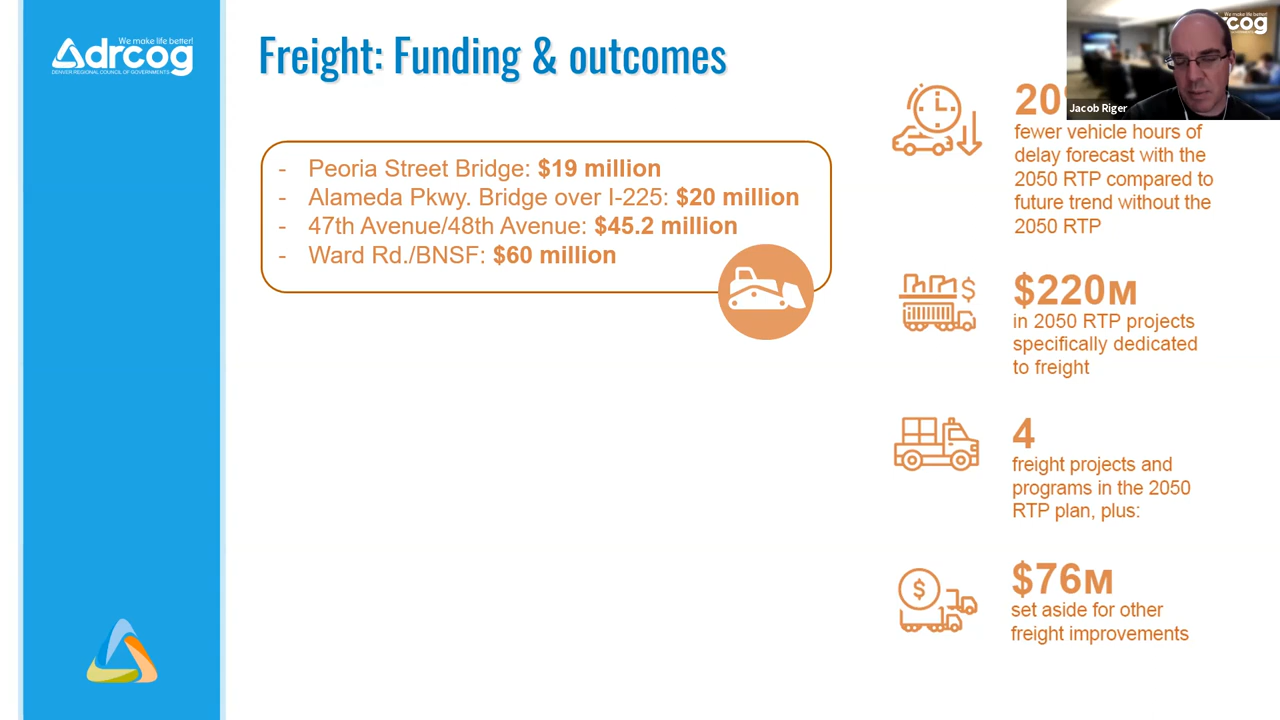 We make life better!
drcog
DENVER REGIONAL COUNCIL OF GOVERNMENTS
Freight: Funding & outcomes
- Peoria Street Bridge: $19 million
- Alameda Pkwy. Bridge over I-225: $20 million
- 47th Avenue/48th Avenue: $45.2 million
- Ward Rd./BNSF: $60 million
Jacob Riger
20
fewer vehicle hours of
delay forecast with the
2050 RTP compared to
future trend without the
2050 RTP
$220M
in 2050 RTP projects
specifically dedicated
to freight
4
freight projects and
programs in the 2050
RTP plan, plus:
$76M
set aside for other
freight improvements